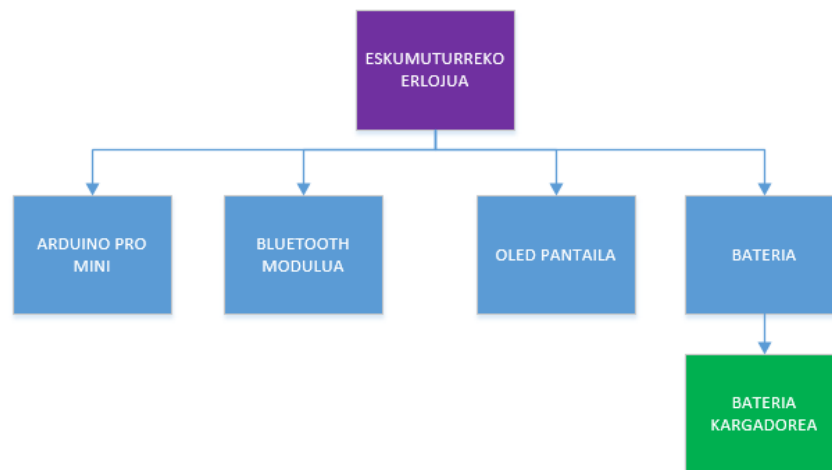 ESKUMUTURREKO
ERLOJUA
ARDUINO PRO
MINI
BLUETOOTH
MODULUA
OLED PANTAILA
BATERIA
BATERIA
KARGADOREA